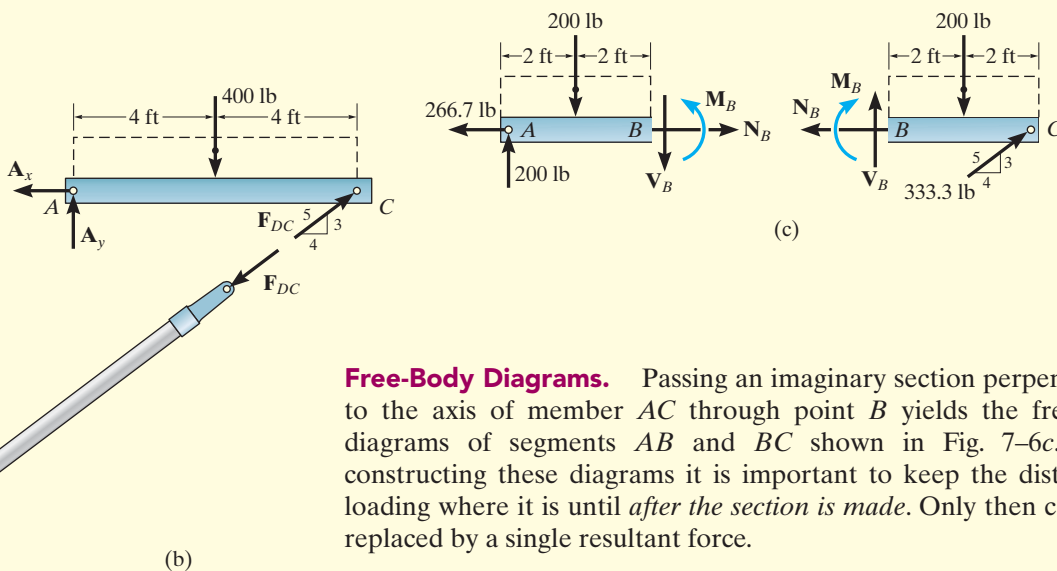 200 lb
2 ft 2 ft
266.7 lb
A B
M_B
N_B
200 lb
V_B
200 lb
2 ft 2 ft
M_B
N_B
B C
V_B
5 3
4
333.3 lb
(c)
400 lb
4 ft 4 ft
A_x
A C
A_y
F_DC 5 3
4
F_DC
(b)
Free-Body Diagrams. Passing an imaginary section perpen
to the axis of member AC through point B yields the fre
diagrams of segments AB and BC shown in Fig. 7–6c.
constructing these diagrams it is important to keep the dist
loading where it is until after the section is made. Only then c
replaced by a single resultant force.